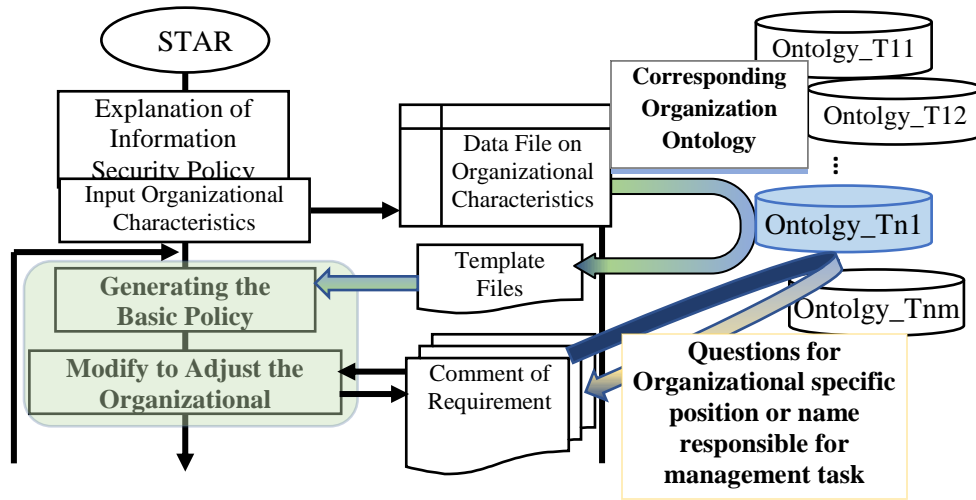 STAR
Explanation of
Information
Security Policy
Input Organizational
Characteristics
Generating the
Basic Policy
Modify to Adjust the
Organizational
Data File on
Organizational
Characteristics
Template
Files
Comment of
Requirement
Corresponding
Organization
Ontology
Ontolgy_T11
Ontolgy_T12
...
Ontolgy_Tn1
Ontolgy_Tnm
Questions for
Organizational specific
position or name
responsible for
management task